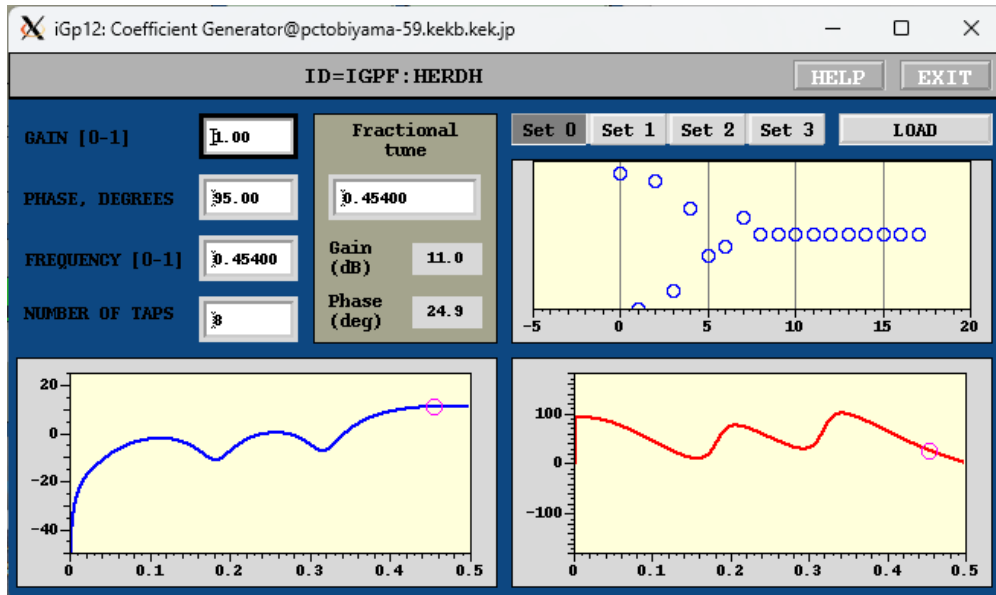 iGp12: Coefficient Generator@pctobiyama-59.kekb.kek.jp
ID=IGPF:HERDH
HELP
EXIT
GAIN [0-1]
1.00
PHASE, DEGREES
95.00
FREQUENCY [0-1]
0.45400
NUMBER OF TAPS
8
Fractional
tune
0.45400
Gain
(dB)
11.0
Phase
(deg)
24.9
Set 0
Set 1
Set 2
Set 3
LOAD
-5
0
5
10
15
20
20
0
-20
-40
0
0.1
0.2
0.3
0.4
0.5
100
0
-100
0
0.1
0.2
0.3
0.4
0.5